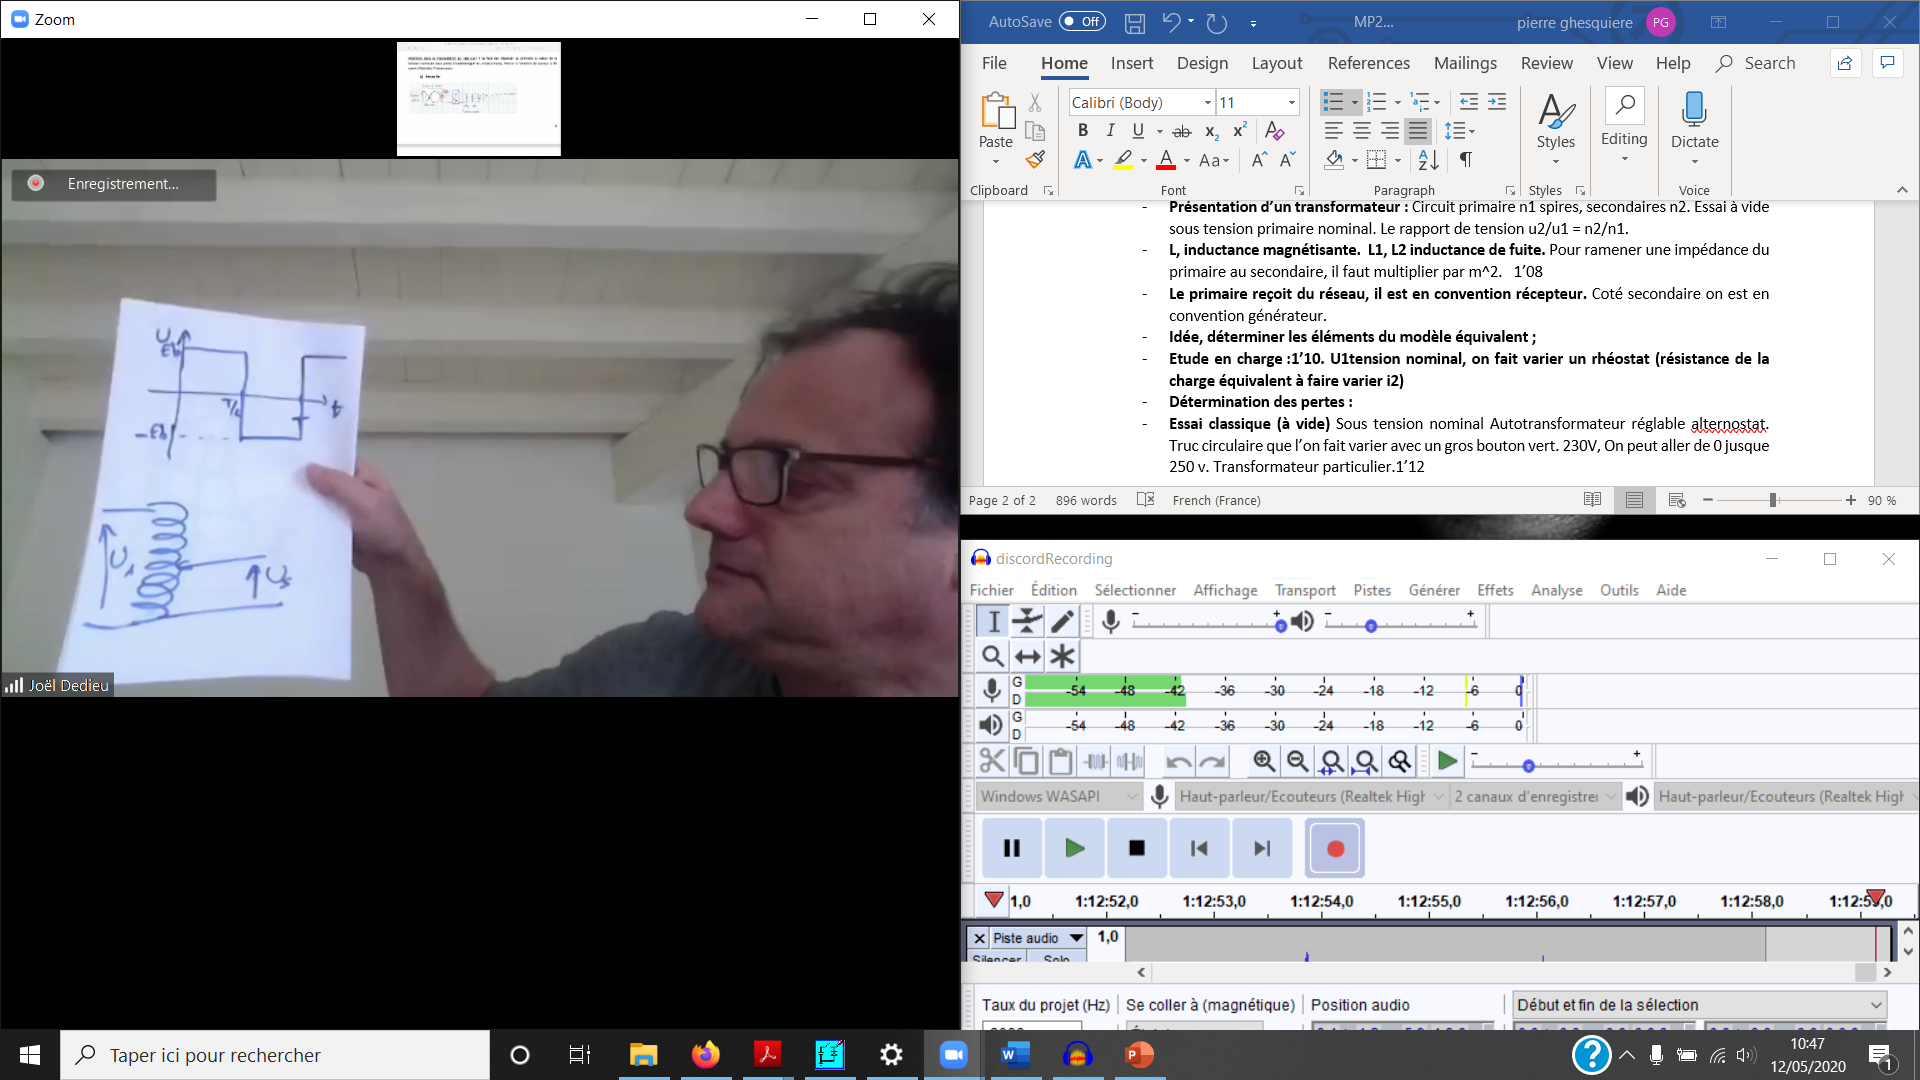 Zoom
Enregistrement...
U
Eb
T/2
t
-Eb
U1
Us
Joël Dedieu
AutoSave Off
MP2...
pierre ghesquiere PG
File Home Insert Design Layout References Mailings Review View Help Search
Paste
Calibri (Body) 11
Styles
Editing
Dictate
Clipboard Font Paragraph Styles Voice
- Présentation d’un transformateur : Circuit primaire n1 spires, secondaires n2. Essai à vide
sous tension primaire nominal. Le rapport de tension u2/u1 = n2/n1.
- L, inductance magnétisante. L1, L2 inductance de fuite. Pour ramener une impédance du
primaire au secondaire, il faut multiplier par m^2. 1’08
- Le primaire reçoit du réseau, il est en convention récepteur. Coté secondaire on est en
convention générateur.
- Idée, déterminer les éléments du modèle équivalent ;
- Etude en charge :1’10. U1tension nominal, on fait varier un rhéostat (résistance de la
charge équivalent à faire varier i2)
- Détermination des pertes :
- Essai classique (à vide) Sous tension nominal Autotransformateur réglable alternostat.
Truc circulaire que l’on fait varier avec un gros bouton vert. 230V, On peut aller de 0 jusque
250 v. Transformateur particulier.1’12
Page 2 of 2 896 words French (France) 90 %
discordRecording
Fichier Édition Sélectionner Affichage Transport Pistes Générer Effets Analyse Outils Aide
G
D
-54 -48 -42 -36 -30 -24 -18 -12 -6 0
G
D
-54 -48 -42 -36 -30 -24 -18 -12 -6 0
Windows WASAPI Haut-parleur/Ecouteurs (Realtek High 2 canaux d'enregistrer Haut-parleur/Ecouteurs (Realtek High
1,0 1:12:52,0 1:12:53,0 1:12:54,0 1:12:55,0 1:12:56,0 1:12:57,0 1:12:58,0 1:12:59,0
Piste audio 1,0
Silencer Solo
Taux du projet (Hz) Se coller à (magnétique) Position audio Début et fin de la sélection
Taper ici pour rechercher
10:47
12/05/2020
1